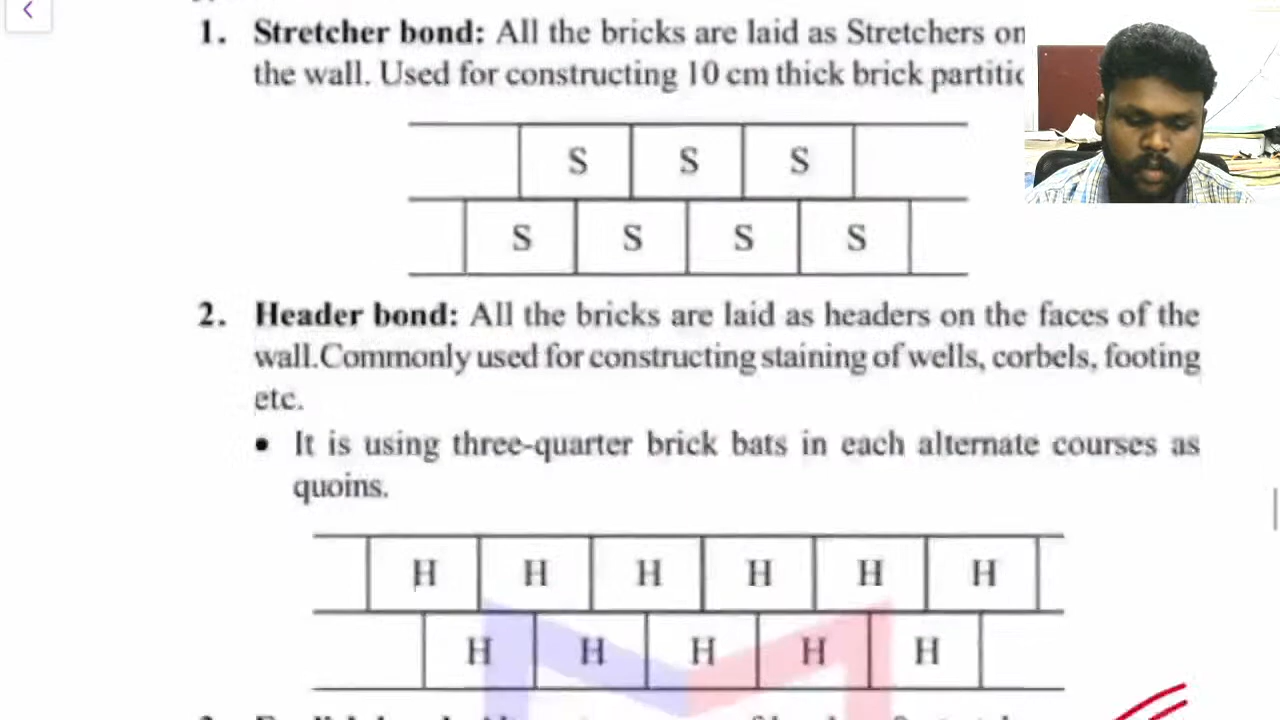 1. Stretcher bond: All the bricks are laid as Stretchers on
the wall. Used for constructing 10 cm thick brick
S S S
S S S S
2. Header bond: All the bricks are laid as headers on the faces of the
wall.Commonly used for constructing staining of wells, corbels, footing
etc.
• It is using three-quarter brick bats in each alternate courses as
quoins.
H H H H H H
H H H H H